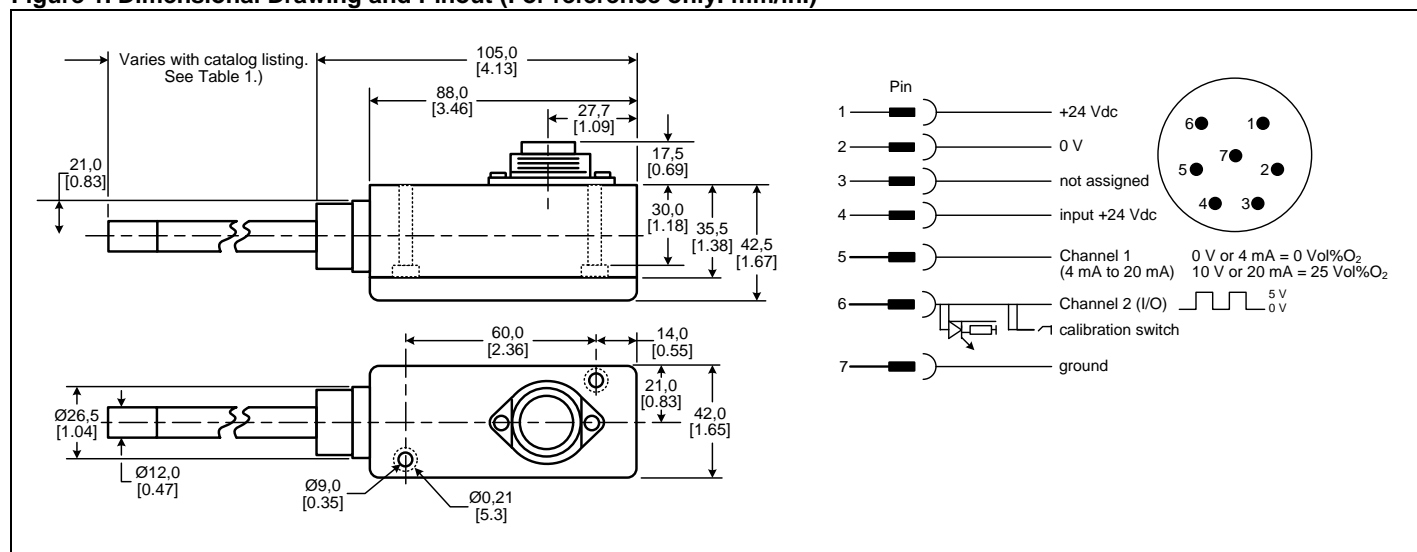 Figure 1. Dimensional Drawing and Pinout (For reference only. mm/in.)
Varies with catalog listing.
See Table 1.)
105,0
[4.13]
88,0
[3.46]
27,7
[1.09]
17,5
[0.69]
21,0
[0.83]
30,0
[1.18]
35,5
[1.38]
42,5
[1.67]
60,0
[2.36]
14,0
[0.55]
21,0
[0.83]
42,0
[1.65]
Ø26,5
[1.04]
Ø12,0
[0.47]
Ø9,0
[0.35]
Ø0,21
[5.3]
Pin
1 +24 Vdc
2 0 V
3 not assigned
4 input +24 Vdc
5 Channel 1 0 V or 4 mA = 0 Vol%O₂
(4 mA to 20 mA) 10 V or 20 mA = 25 Vol%O₂
6 Channel 2 (I/O) 5 V
0 V
calibration switch
7 ground
6 1
7
5 2
4 3